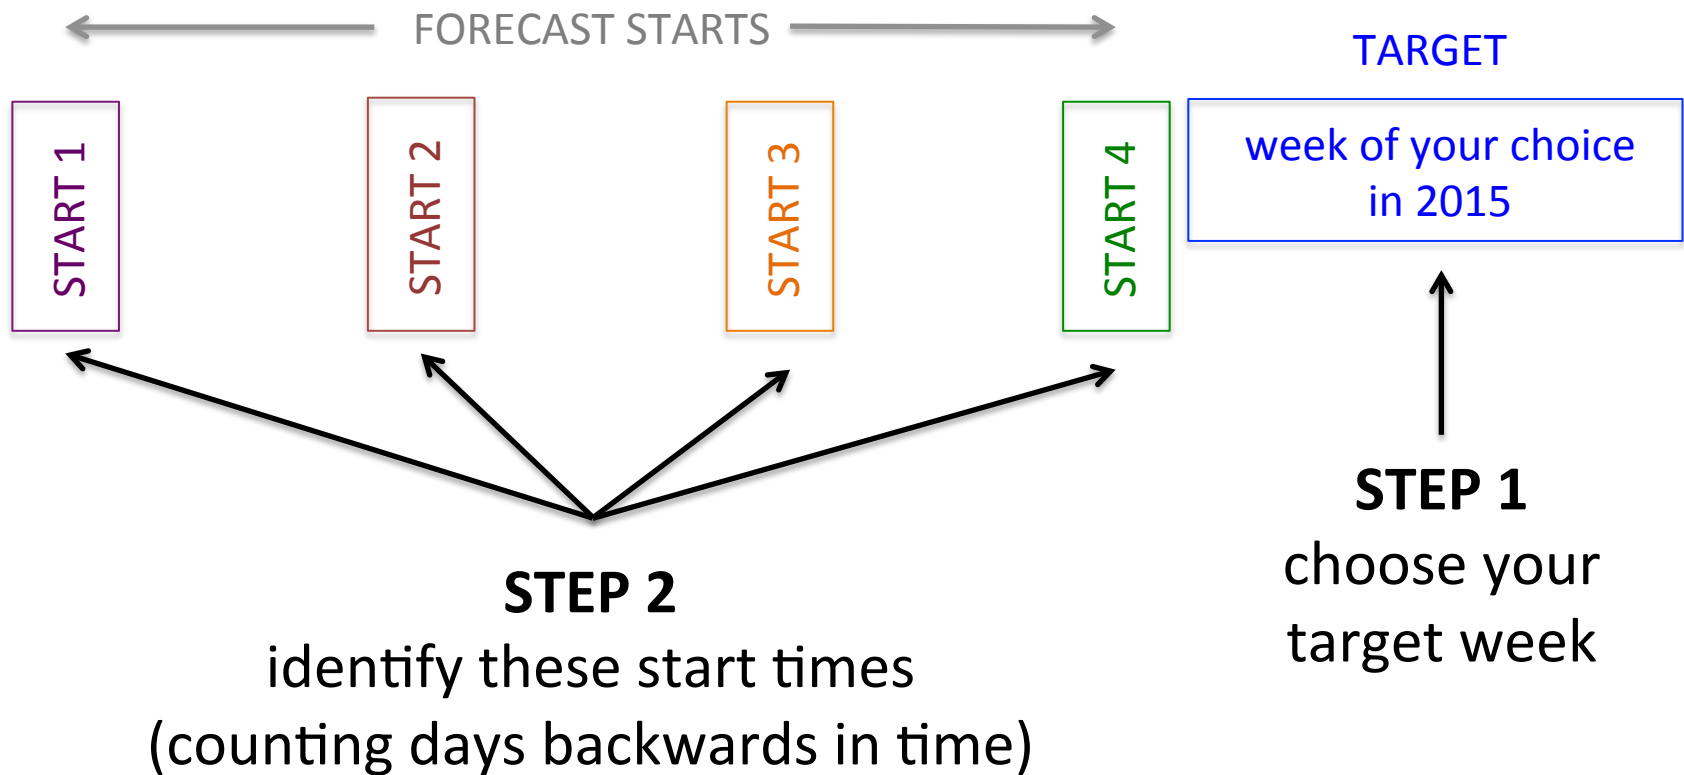 FORECAST STARTS
TARGET
START 1
START 2
START 3
START 4
week of your choice
in 2015
STEP 1
choose your
target week
STEP 2
identify these start times
(counting days backwards in time)